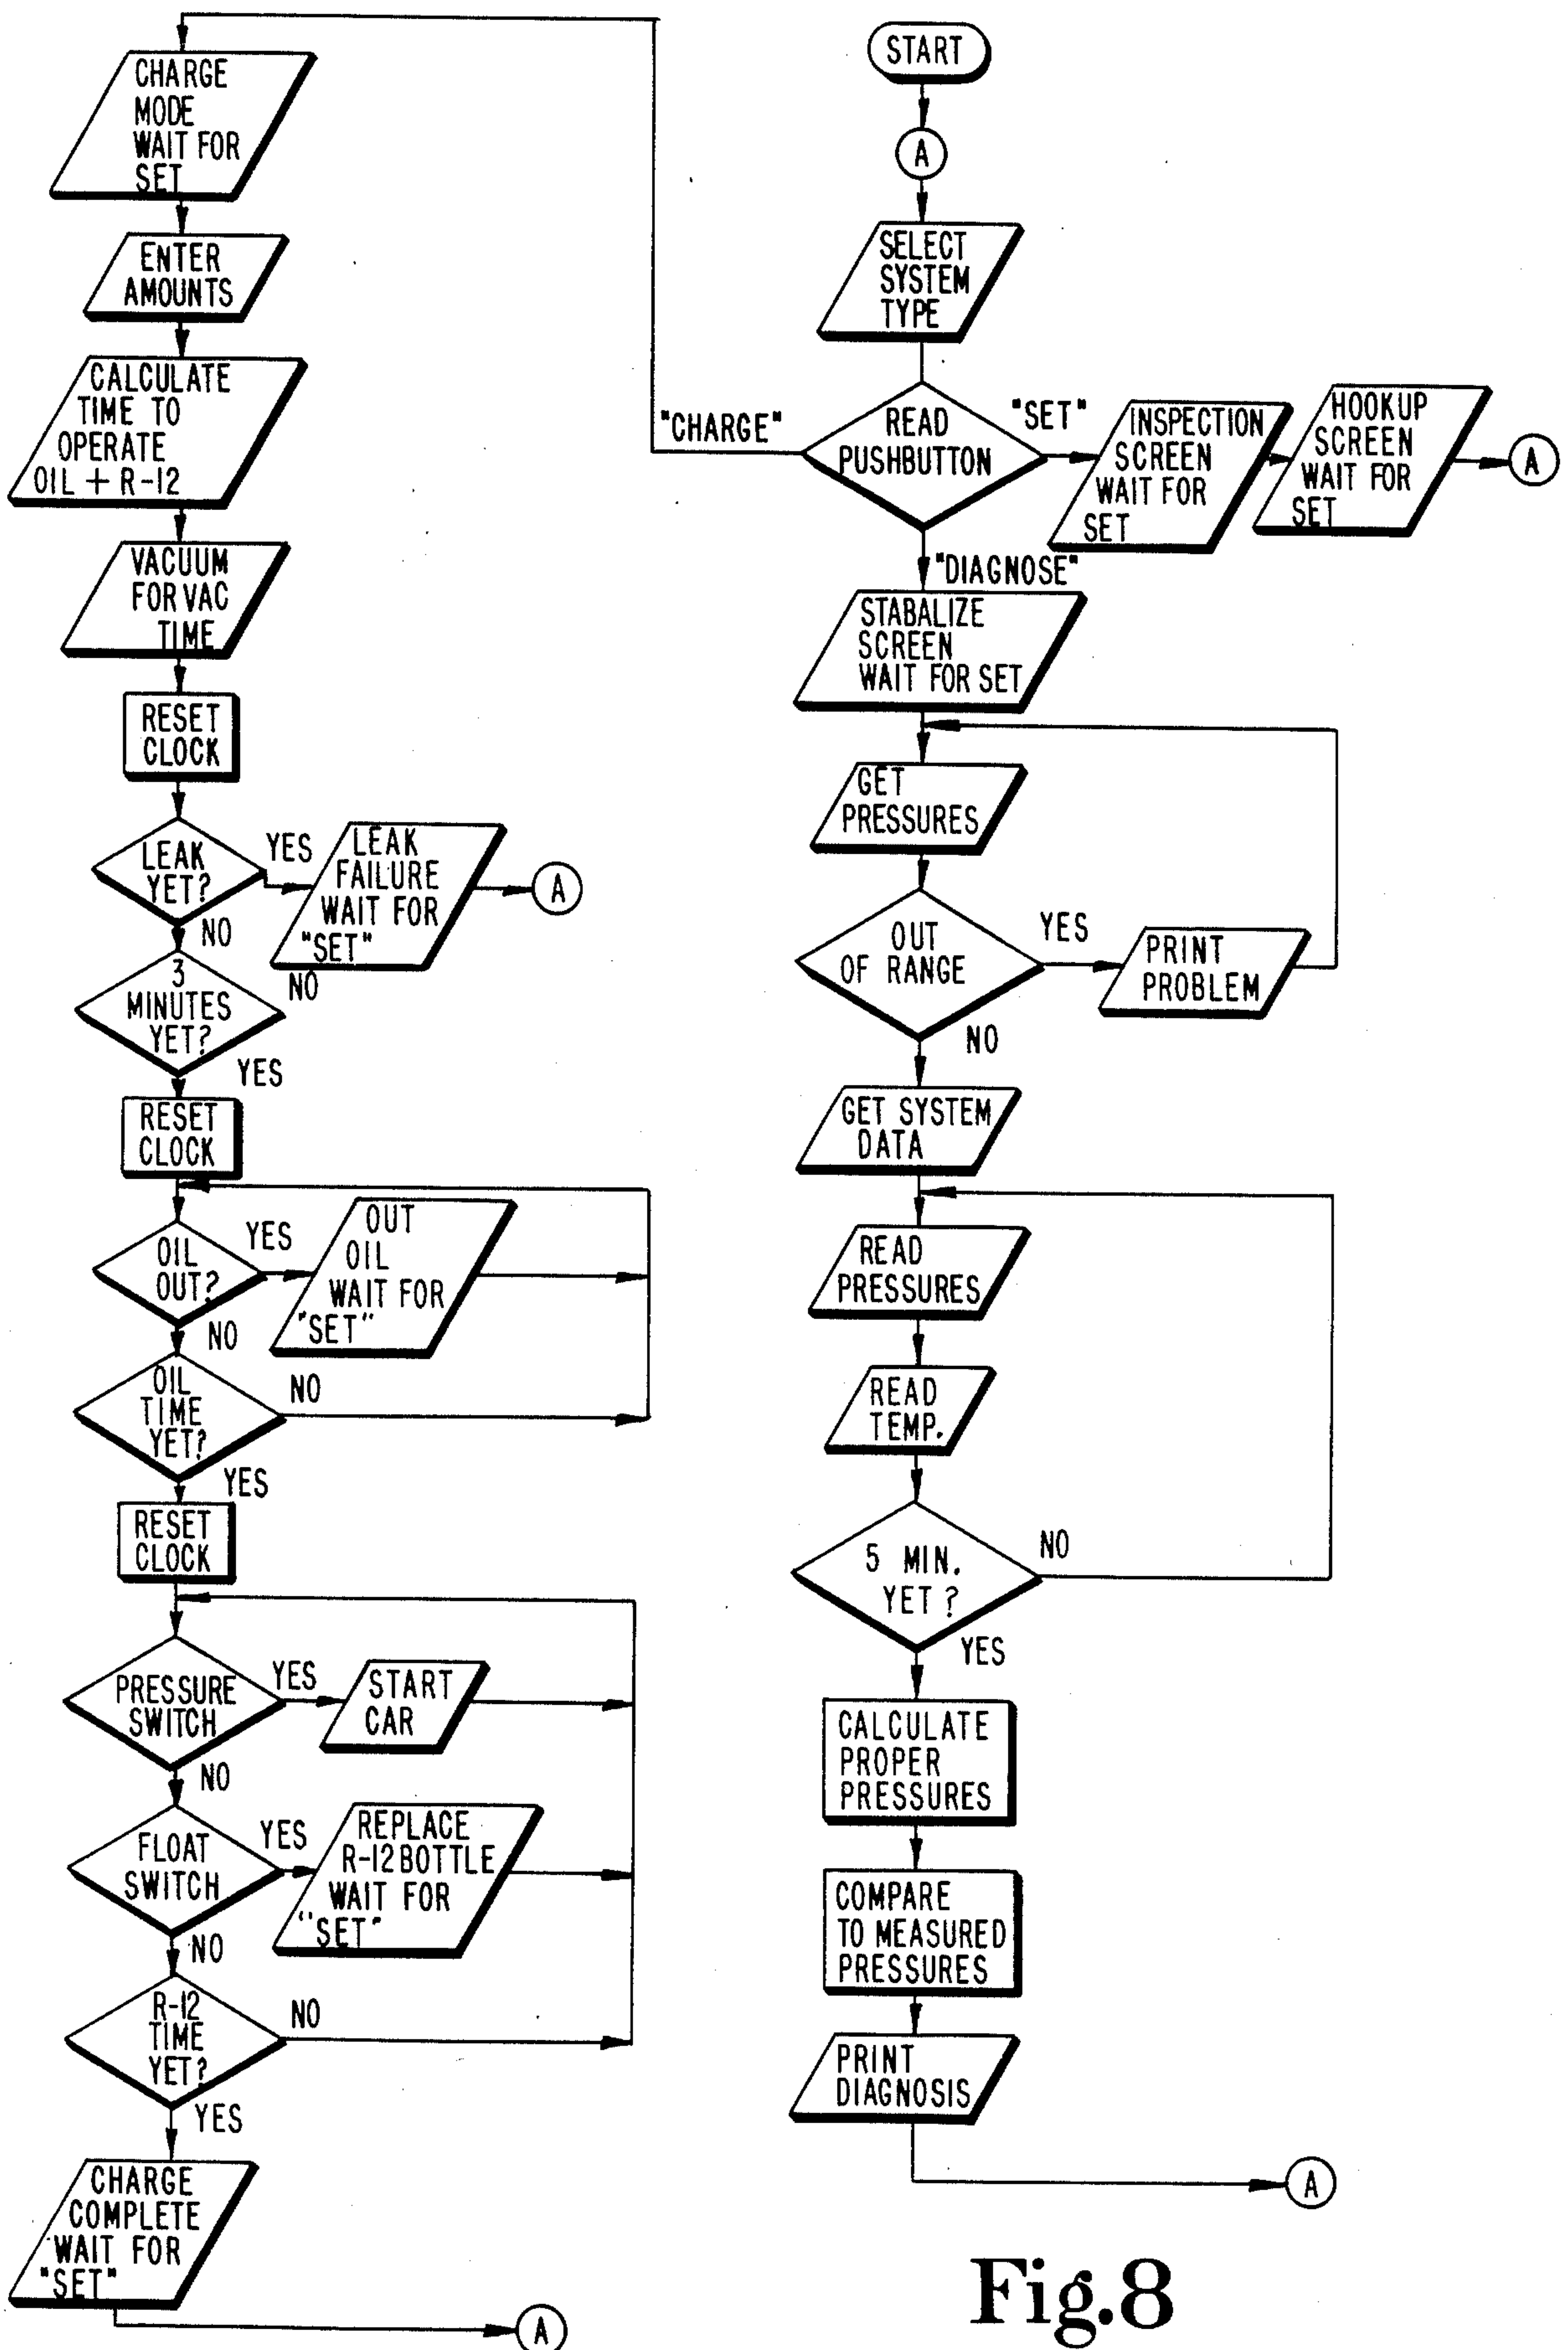 CHARGE
MODE
WAIT FOR
SET
ENTER
AMOUNTS
CALCULATE
TIME TO
OPERATE
OIL + R-12
VACUUM
FOR VAC
TIME
RESET
CLOCK
LEAK
YET?
YES
LEAK
FAILURE
WAIT FOR
"SET"
A
NO
3
MINUTES
YET?
NO
YES
RESET
CLOCK
OIL
OUT?
YES
OUT
OIL
WAIT FOR
"SET"
NO
OIL
TIME
YET?
NO
YES
RESET
CLOCK
PRESSURE
SWITCH
YES
START
CAR
NO
FLOAT
SWITCH
YES
REPLACE
R-12 BOTTLE
WAIT FOR
"SET"
NO
R-12
TIME
YET?
NO
YES
CHARGE
COMPLETE
WAIT FOR
"SET"
A
START
A
SELECT
SYSTEM
TYPE
READ
PUSHBUTTON
"CHARGE"
"SET"
INSPECTION
SCREEN
WAIT FOR
SET
HOOKUP
SCREEN
WAIT FOR
SET
A
"DIAGNOSE"
STABALIZE
SCREEN
WAIT FOR SET
GET
PRESSURES
OUT
OF RANGE
YES
PRINT
PROBLEM
NO
GET SYSTEM
DATA
READ
PRESSURES
READ
TEMP.
5 MIN.
YET?
NO
YES
CALCULATE
PROPER
PRESSURES
COMPARE
TO MEASURED
PRESSURES
PRINT
DIAGNOSIS
A
Fig.8